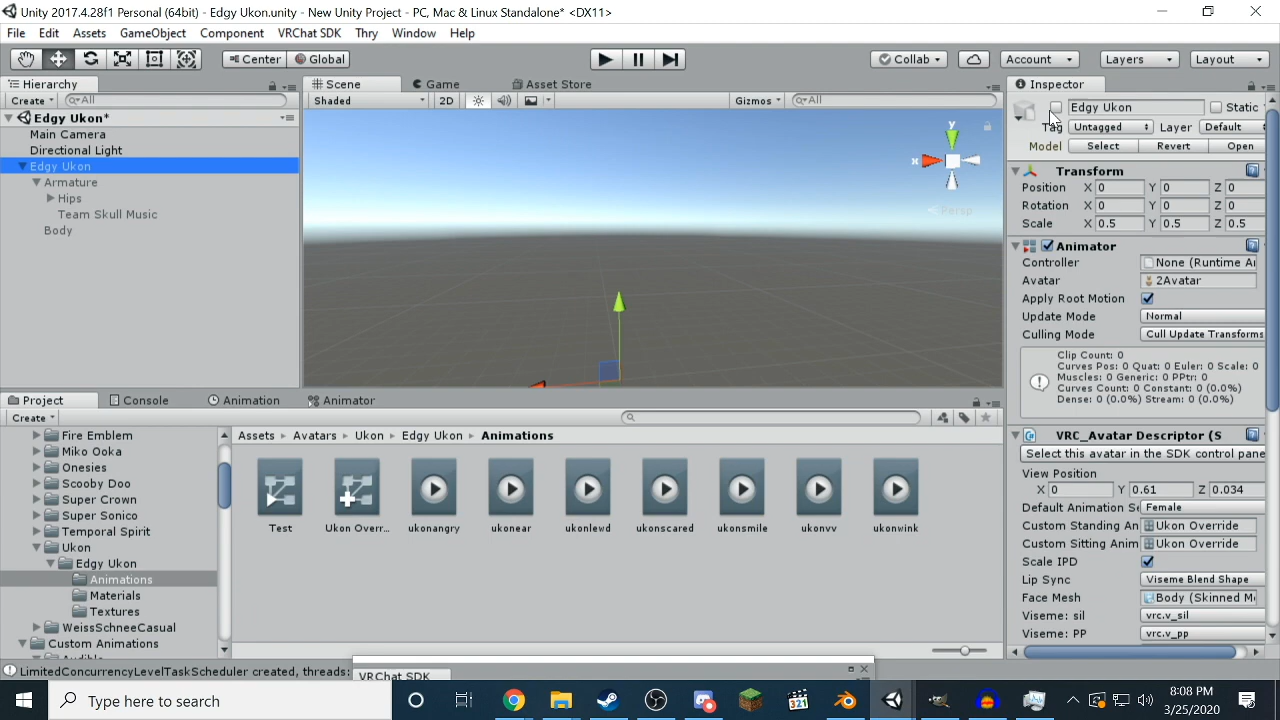 Unity 2017.4.28f1 Personal (64bit) - Edgy Ukon.unity - New Unity Project - PC, Mac & Linux Standalone* <DX11>
File Edit Assets GameObject Component VRChat SDK Thry Window Help
Center Global Collab Account Layers Layout
Hierarchy
Create All
Edgy Ukon*
Main Camera
Directional Light
Edgy Ukon
Armature
Hips
Team Skull Music
Body
Scene Game Asset Store
Shaded 2D Gizmos All
y
x
Persp
Inspector
Edgy Ukon Static
Tag Untagged Layer Default
Model Select Revert Open
Transform
Position X 0 Y 0 Z 0
Rotation X 0 Y 0 Z 0
Scale X 0.5 Y 0.5 Z 0.5
Animator
Controller None (Runtime Ar
Avatar 2Avatar
Apply Root Motion
Update Mode Normal
Culling Mode Cull Update Transforms
Clip Count: 0
Curves Pos: 0 Quat: 0 Euler: 0 Scale: 0
Muscles: 0 Generic: 0 PPtr: 0
Curves Count: 0 Constant: 0 (0.0%)
Dense: 0 (0.0%) Stream: 0 (0.0%)
VRC_Avatar Descriptor (S
Select this avatar in the SDK control pane
View Position
X 0 Y 0.61 Z 0.034
Default Animation Se Female
Custom Standing An Ukon Override
Custom Sitting Anim Ukon Override
Scale IPD
Lip Sync Viseme Blend Shape
Face Mesh Body (Skinned Me
Viseme: sil vrc.v_sil
Viseme: PP vrc.v_pp
Project Console Animation Animator
Create
Fire Emblem
Miko Ooka
Onesies
Scooby Doo
Super Crown
Super Sonico
Temporal Spirit
Ukon
Edgy Ukon
Animations
Materials
Textures
WeissSchneeCasual
Custom Animations
Audible
Assets Avatars Ukon Edgy Ukon Animations
Test Ukon Overr... ukonangry ukonear ukonlewd ukonscared ukonsmile ukonvv ukonwink
LimitedConcurrencyLevelTaskScheduler created, threads:
VRChat SDK
Type here to search
321
8:08 PM
3/25/2020